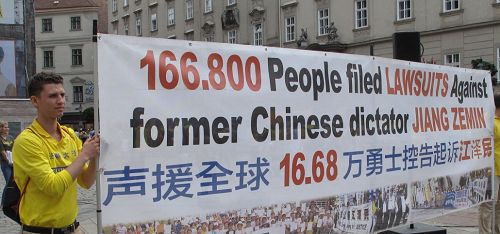 166.800 People filed LAWSUITS Against
former Chinese dictator JIANG ZEMIN
声援全球 16.68 万勇士控告起诉江泽民